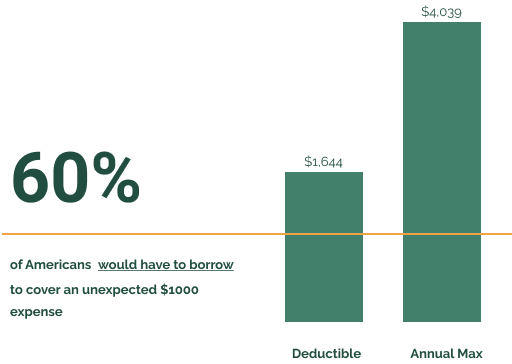 $4,039
$1,644
60%
of Americans would have to borrow
to cover an unexpected $1000
expense
Deductible
Annual Max